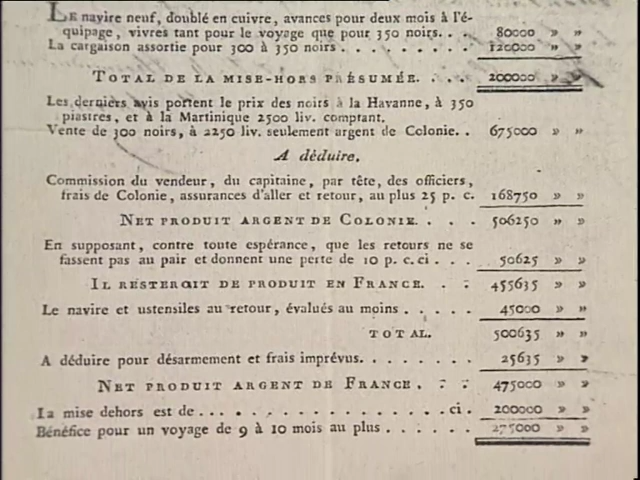 LE navire neuf, doublé en cuivre, avances pour deux mois à l'é-
quipage, vivres tant pour le voyage que pour 350 noirs. . . 80000 » »
La cargaison assortie pour 300 à 350 noirs . . . . . . . . . 120000 » »
TOTAL DE LA MISE-HORS PRÉSUMÉE. . . . 200000 » »
Les derniers avis portent le prix des noirs à la Havanne, à 350
piastres, et à la Martinique 2500 liv. comptant.
Vente de 300 noirs, à 2250 liv. seulement argent de Colonie. . 675000 » »
A déduire.
Commission du vendeur, du capitaine, par tête, des officiers,
frais de Colonie, assurances d'aller et retour, au plus 25 p. c. 168750 » »
NET PRODUIT ARGENT DE COLONIE. . . . 506250 » »
En supposant, contre toute espérance, que les retours ne se
fassent pas au pair et donnent une perte de 10 p. c. ci . . . 50625 » »
IL RESTEROIT DE PRODUIT EN FRANCE. . . 455635 » »
Le navire et ustensiles au retour, évalués au moins . . . . . 45000 » »
TOTAL. 500635 » »
A déduire pour désarmement et frais imprévus. . . . . . . . 25635 » »
NET PRODUIT ARGENT DE FRANCE . . . 475000 » »
La mise dehors est de . . . . . . . . . . . . . . . . . ci . 200000 » »
Bénéfice pour un voyage de 9 à 10 mois au plus . . . . . . 275000 » »